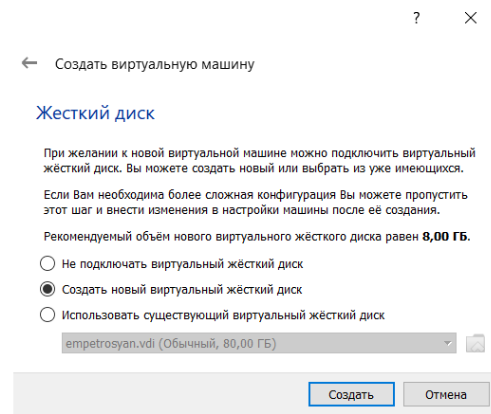 ?
Создать виртуальную машину
Жесткий диск
При желании к новой виртуальной машине можно подключить виртуальный
жёсткий диск. Вы можете создать новый или выбрать из уже имеющихся.
Если Вам необходима более сложная конфигурация Вы можете пропустить
этот шаг и внести изменения в настройки машины после её создания.
Рекомендуемый объём нового виртуального жёсткого диска равен 8,00 ГБ.
Не подключать виртуальный жёсткий диск
Создать новый виртуальный жёсткий диск
Использовать существующий виртуальный жёсткий диск
empetrosyan.vdi (Обычный, 80,00 ГБ)
Создать Отмена